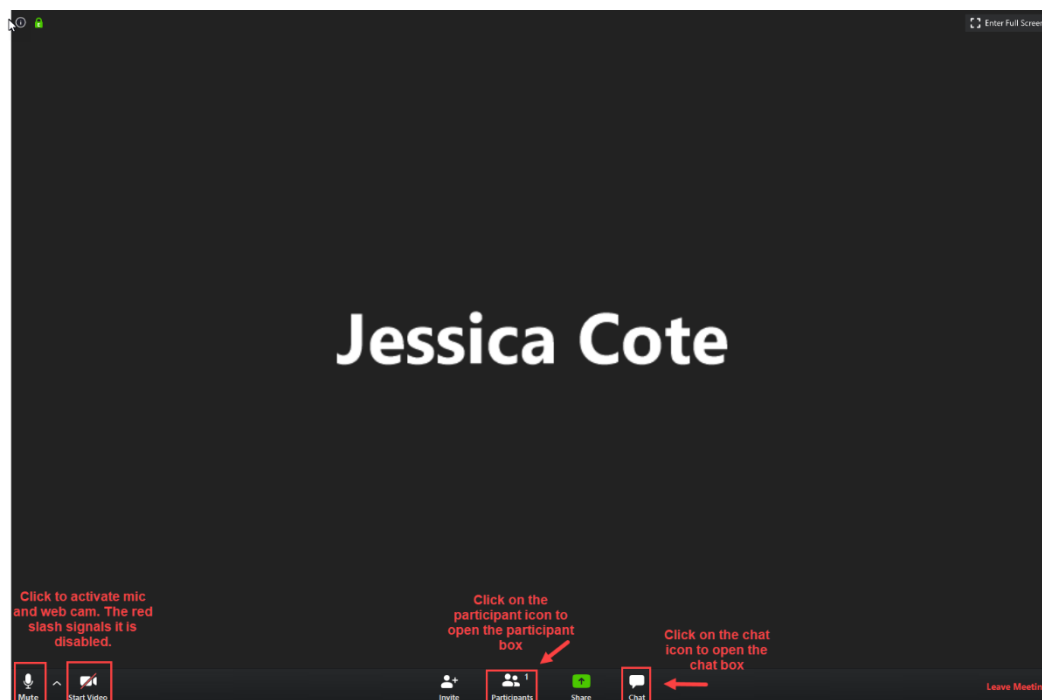 Enter Full Screen
Jessica Cote
Click to activate mic
and web cam. The red
slash signals it is
disabled.
Click on the
participant icon to
open the participant
box
Click on the chat
icon to open the
chat box
Mute
Start Video
Invite
Participants
1
Share
Chat
Leave Meetin